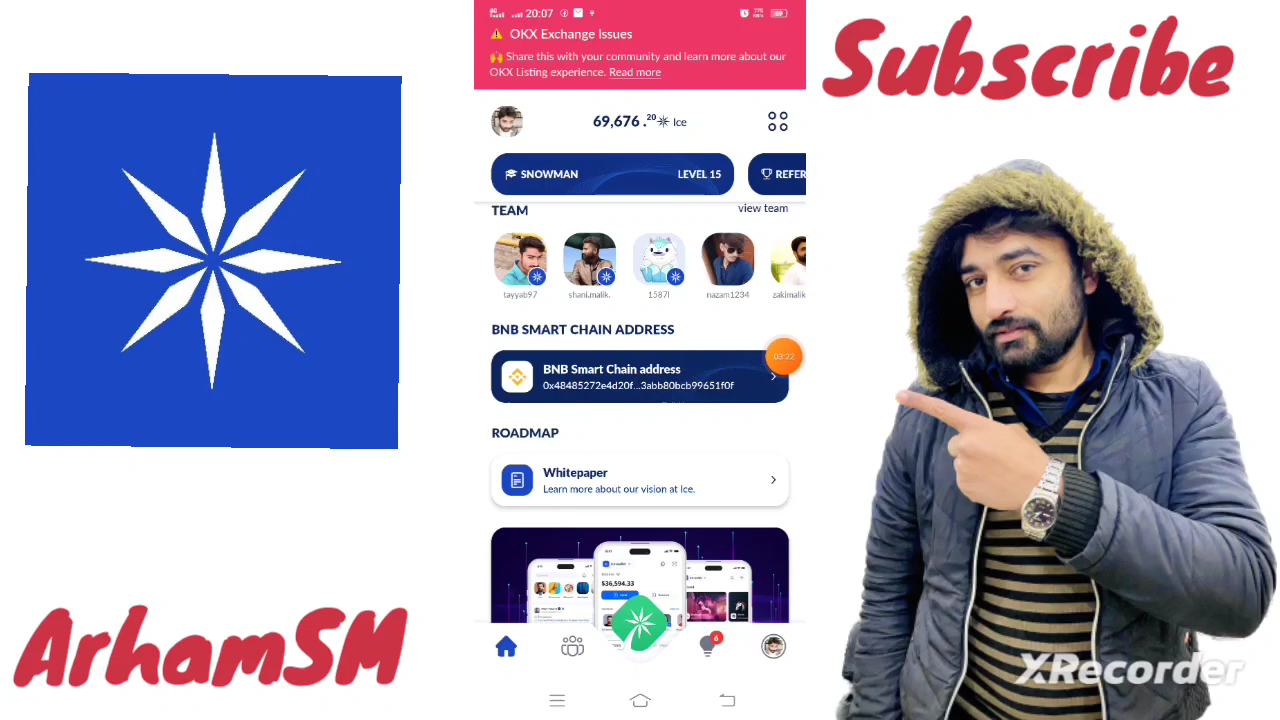 Subscribe
20:07
OKX Exchange Issues
Share this with your community and learn more about our
OKX Listing experience. Read more
69,676 .20 Ice
SNOWMAN LEVEL 15 REFER
TEAM view team
tayyab97 shani.malik. 1587l nazam1234 zakimalik
BNB SMART CHAIN ADDRESS
BNB Smart Chain address
0x48485272e4d20f...3abb80bcb99651f0f
03:22
ROADMAP
Whitepaper
Learn more about our vision at Ice.
$36,594.33
6
ArhamSM
XRecorder